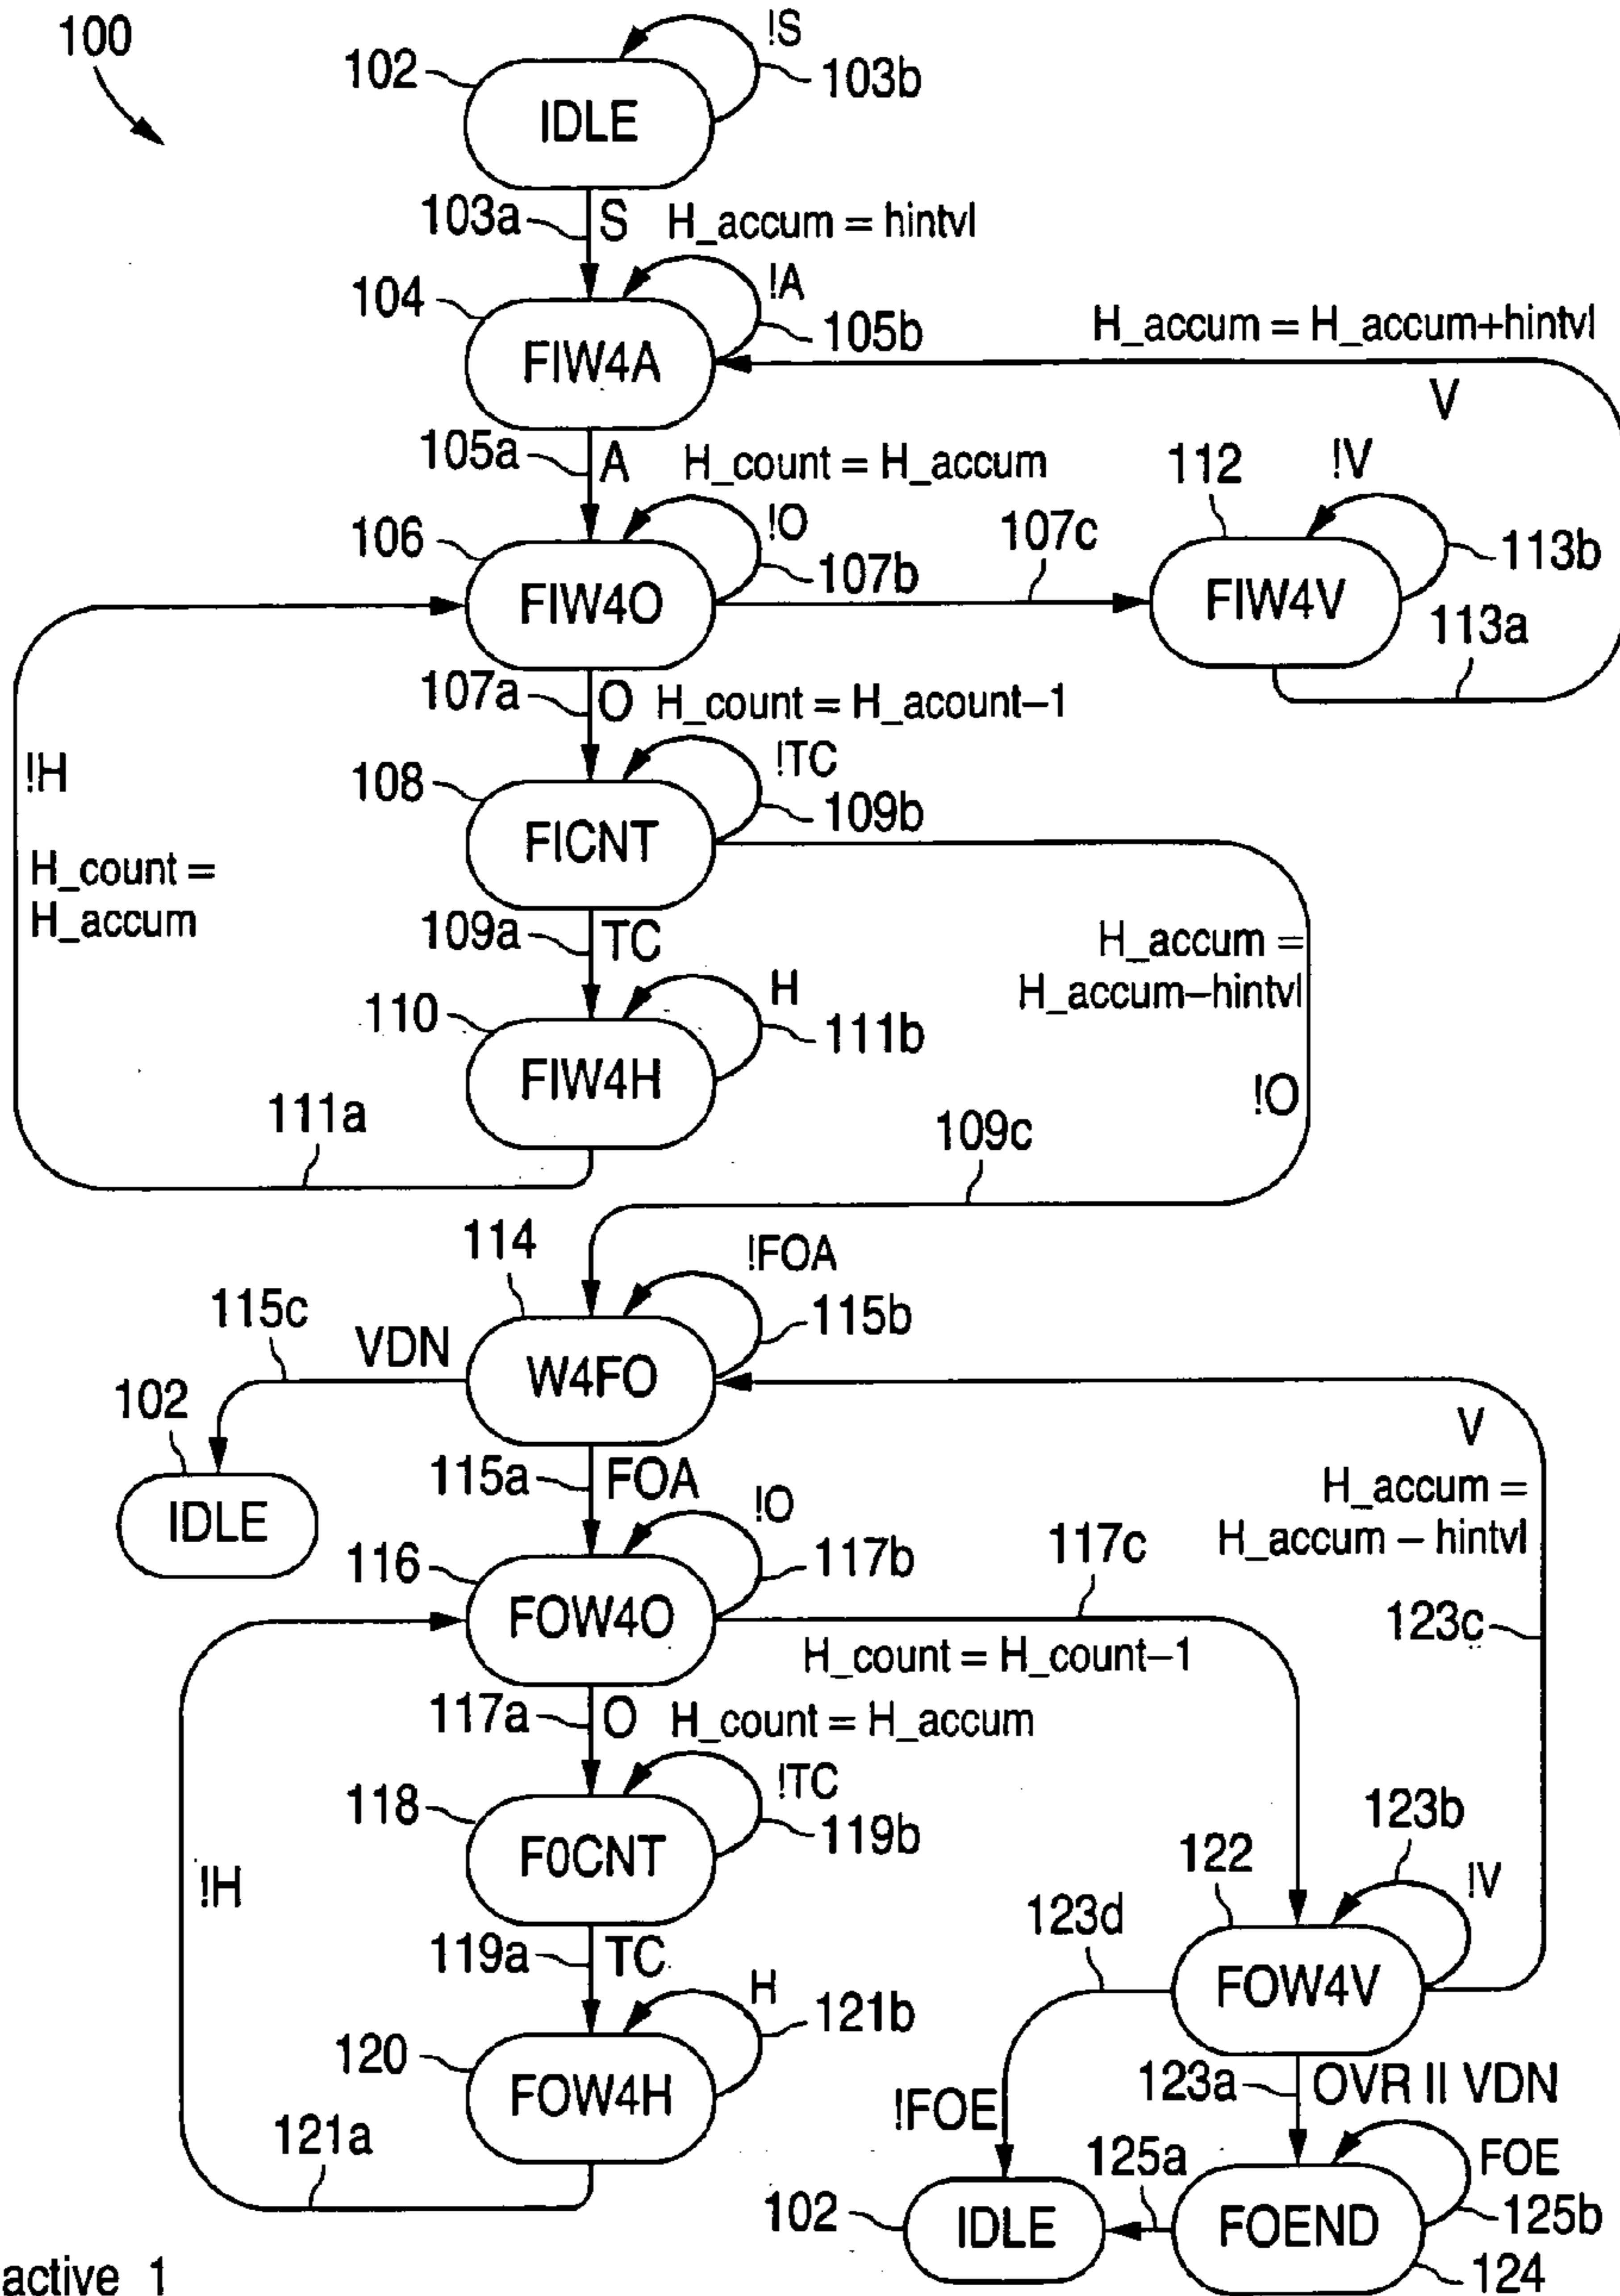 100
102
!S
103b
IDLE
103a
S
H_accum = hintvl
104
!A
105b
H_accum = H_accum+hintvl
FIW4A
V
105a
A
H_count = H_accum
112
!V
106
!O
107b
107c
113b
FIW4O
FIW4V
113a
107a
O
H_count = H_acount–1
!H
108
!TC
109b
FICNT
H_count =
H_accum
109a
TC
H_accum =
H_accum–hintvl
110
H
111b
FIW4H
!O
111a
109c
114
!FOA
115c
VDN
115b
W4FO
102
V
115a
FOA
H_accum =
H_accum – hintvl
IDLE
!O
116
117b
117c
FOW4O
123c
H_count = H_count–1
117a
O
H_count = H_accum
118
!TC
119b
123b
F0CNT
122
!V
!H
123d
119a
TC
FOW4V
H
121b
120
FOW4H
!FOE
123a
OVR II VDN
121a
125a
FOE
102
IDLE
FOEND
125b
active_1
124